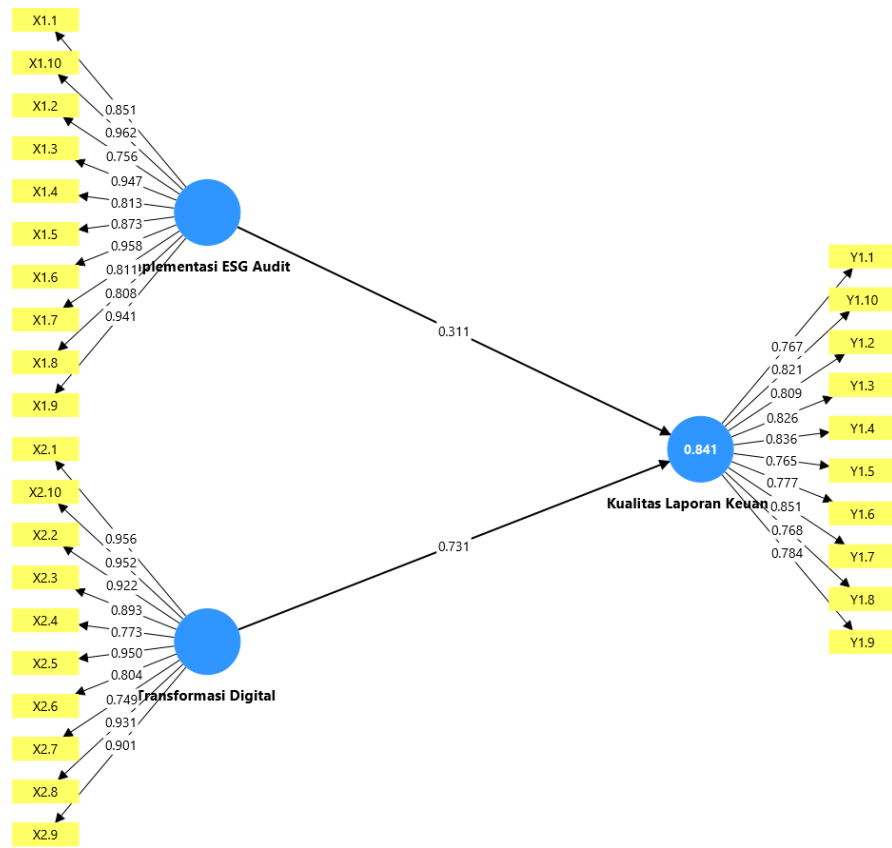 X1.1
X1.10
X1.2
X1.3
X1.4
X1.5
X1.6
X1.7
X1.8
X1.9
0.851
0.962
0.756
0.947
0.813
0.873
0.958
0.811
0.808
0.941
plementasi ESG Audit
X2.1
X2.10
X2.2
X2.3
X2.4
X2.5
X2.6
X2.7
X2.8
X2.9
0.956
0.952
0.922
0.893
0.773
0.950
0.804
0.749
0.931
0.901
Transformasi Digital
0.311
0.731
0.841
Kualitas Laporan Keuan
0.767
0.821
0.809
0.826
0.836
0.765
0.777
0.851
0.768
0.784
Y1.1
Y1.10
Y1.2
Y1.3
Y1.4
Y1.5
Y1.6
Y1.7
Y1.8
Y1.9